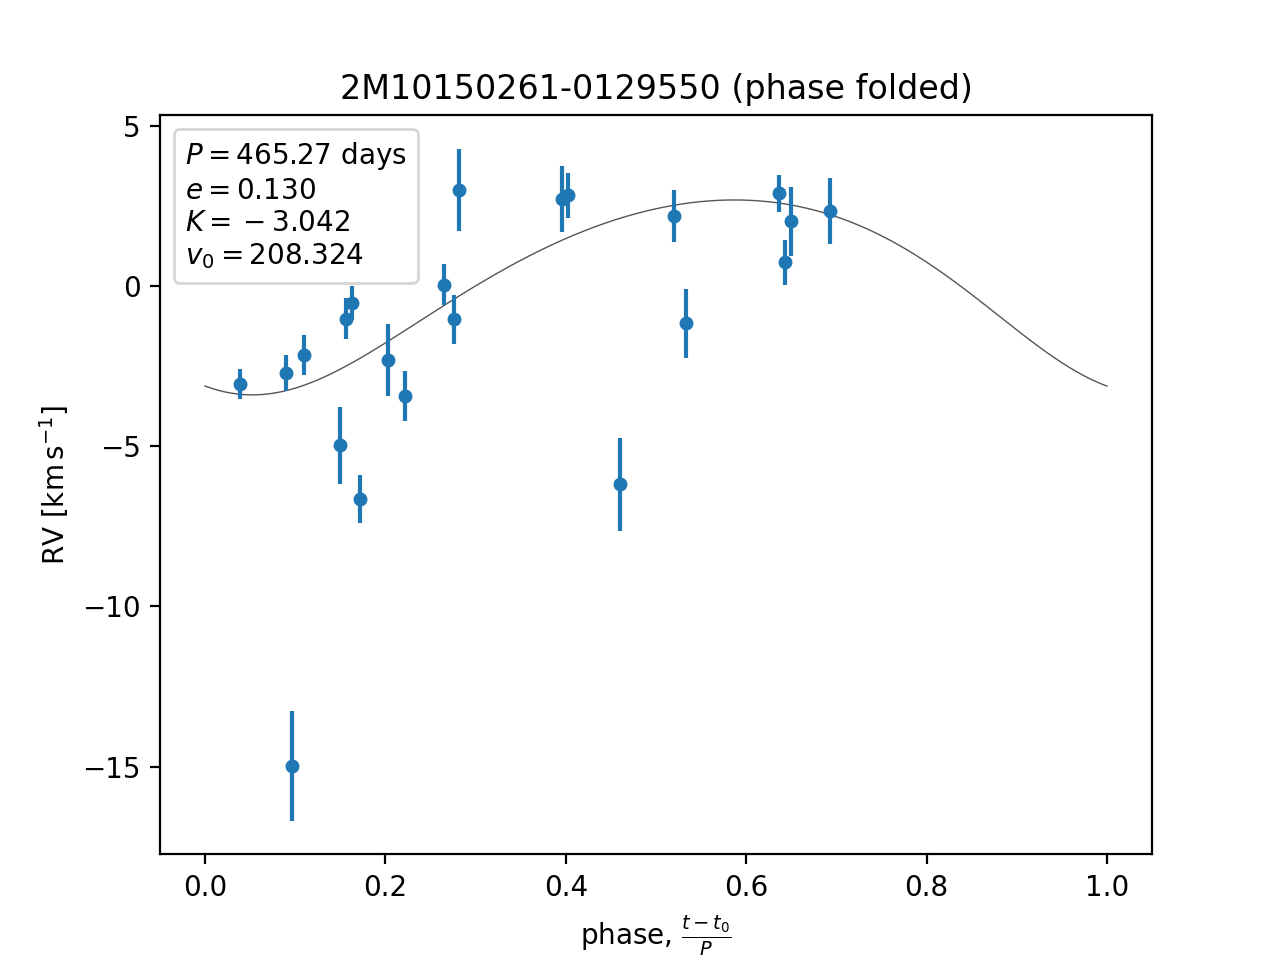 2M10150261-0129550 (phase folded)
P = 465.27 days
e = 0.130
K = −3.042
v₀ = 208.324
5
0
−5
−10
−15
RV [km s⁻¹]
0.0 0.2 0.4 0.6 0.8 1.0
phase, (t − t₀)/P